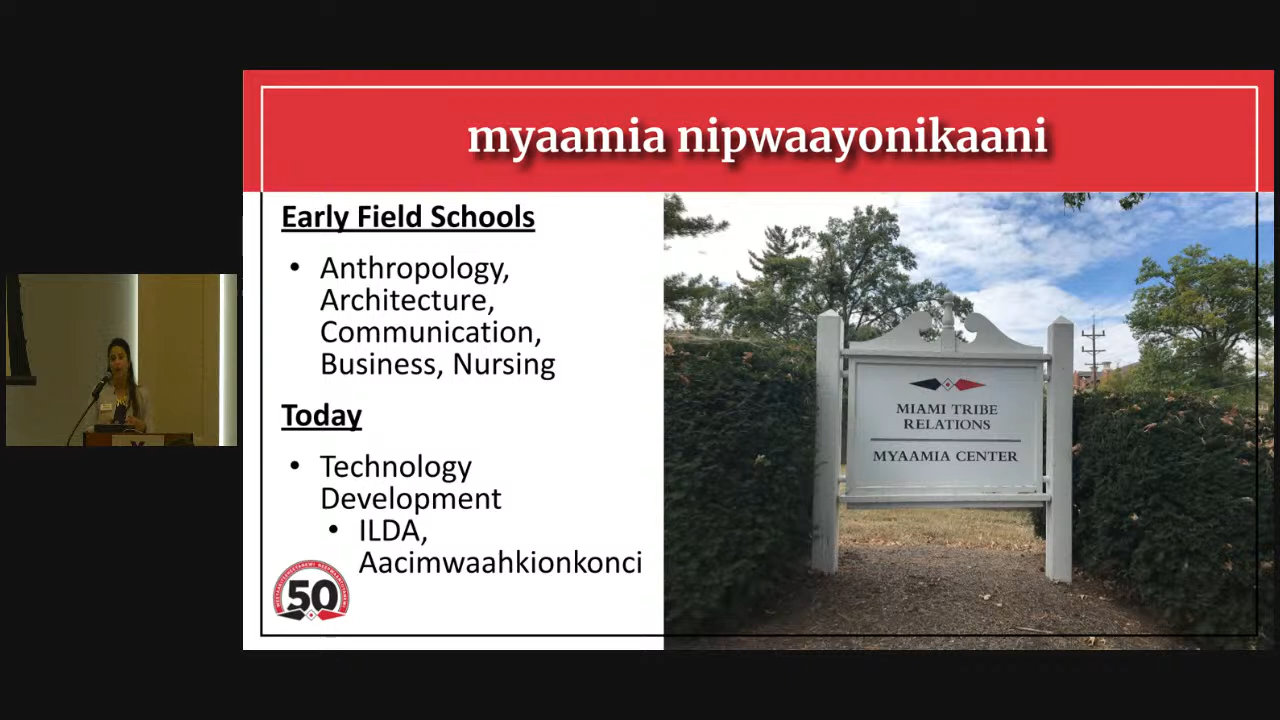 myaamia nipwaayonikaani
Early Field Schools
• Anthropology,
Architecture,
Communication,
Business, Nursing
Today
• Technology
Development
• ILDA,
Aacimwaahkionkonci
50
MIAMI TRIBE
RELATIONS
MYAAMIA CENTER